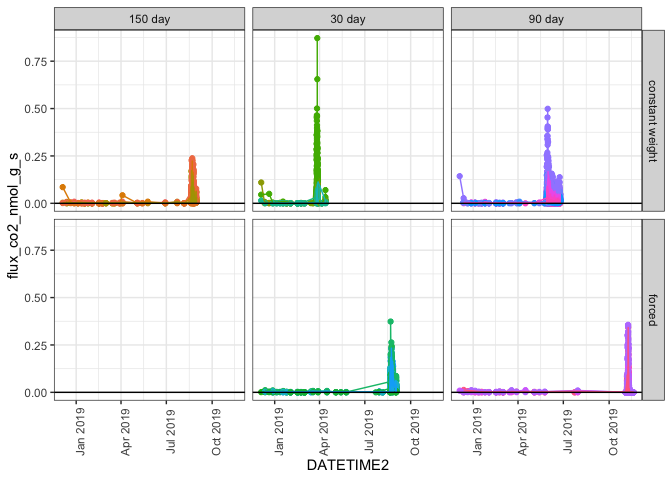 150 day
30 day
90 day
0.75
0.50
0.25
0.00
constant weight
0.75
0.50
0.25
0.00
forced
flux_co2_nmol_g_s
Jan 2019
Apr 2019
Jul 2019
Oct 2019
Jan 2019
Apr 2019
Jul 2019
Oct 2019
Jan 2019
Apr 2019
Jul 2019
Oct 2019
DATETIME2